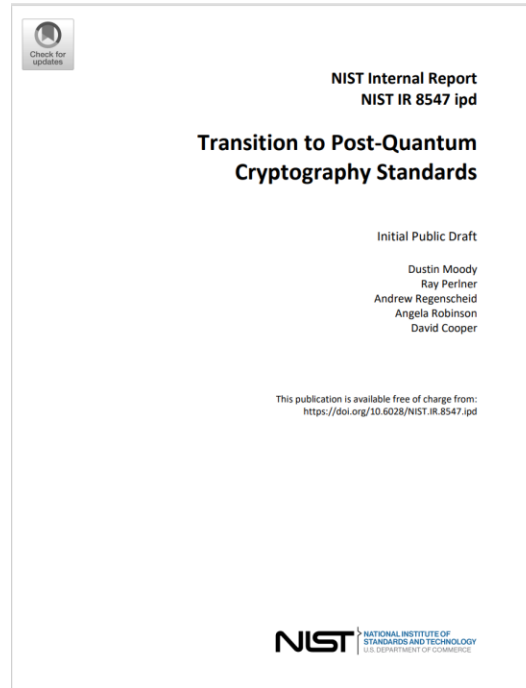 Check for
updates
NIST Internal Report
NIST IR 8547 ipd
Transition to Post-Quantum
Cryptography Standards
Initial Public Draft
Dustin Moody
Ray Perlner
Andrew Regenscheid
Angela Robinson
David Cooper
This publication is available free of charge from:
https://doi.org/10.6028/NIST.IR.8547.ipd
NIST
NATIONAL INSTITUTE OF
STANDARDS AND TECHNOLOGY
U.S. DEPARTMENT OF COMMERCE